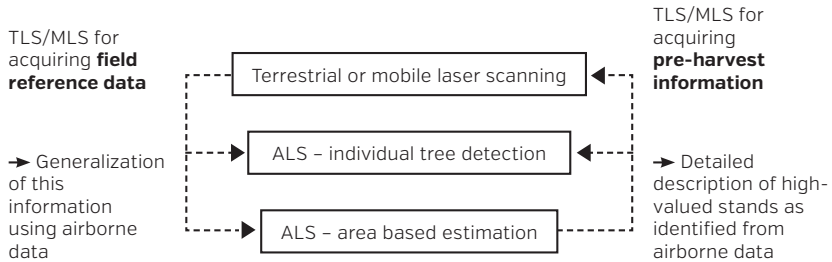 TLS/MLS for
acquiring field
reference data
→ Generalization
of this
information
using airborne
data
Terrestrial or mobile laser scanning
ALS – individual tree detection
ALS – area based estimation
TLS/MLS for
acquiring
pre-harvest
information
→ Detailed
description of high-
valued stands as
identified from
airborne data